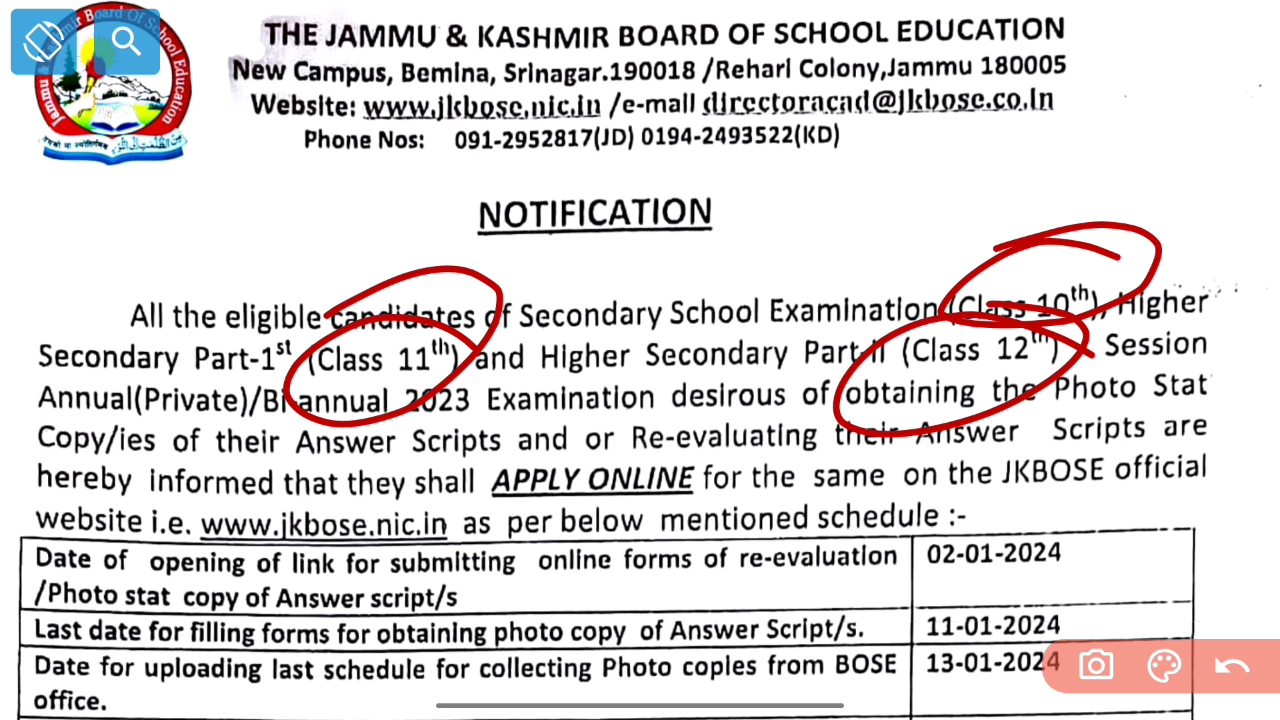 THE JAMMU & KASHMIR BOARD OF SCHOOL EDUCATION
New Campus, Bemina, Srinagar.190018 /Rehari Colony,Jammu 180005
Website: www.jkbose.nic.in /e-mail directoracad@jkbose.co.in
Phone Nos: 091-2952817(JD) 0194-2493522(KD)
NOTIFICATION
All the eligible candidates of Secondary School Examination (Class 10th), Higher
Secondary Part-1st (Class 11th) and Higher Secondary Part-II (Class 12th) Session
Annual(Private)/Bi annual 2023 Examination desirous of obtaining the Photo Stat
Copy/ies of their Answer Scripts and or Re-evaluating their Answer Scripts are
hereby informed that they shall APPLY ONLINE for the same on the JKBOSE official
website i.e. www.jkbose.nic.in as per below mentioned schedule :-
Date of opening of link for submitting online forms of re-evaluation 02-01-2024
/Photo stat copy of Answer script/s
Last date for filling forms for obtaining photo copy of Answer Script/s. 11-01-2024
Date for uploading last schedule for collecting Photo copies from BOSE 13-01-2024
office.